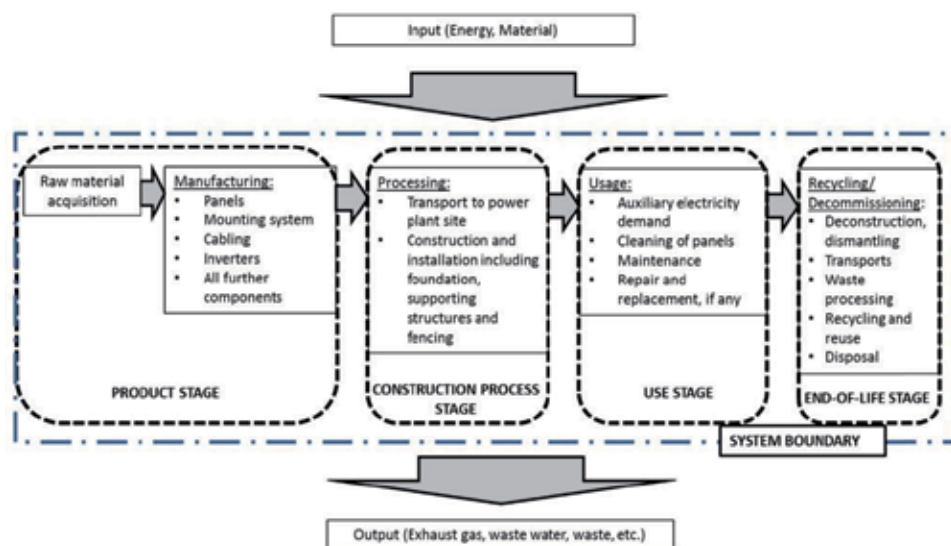 Input (Energy, Material)
Raw material
acquisition
Manufacturing:
• Panels
• Mounting system
• Cabling
• Inverters
• All further
components
PRODUCT STAGE
Processing:
• Transport to power
plant site
• Construction and
installation including
foundation,
supporting
structures and
fencing
CONSTRUCTION PROCESS
STAGE
Usage:
• Auxiliary electricity
demand
• Cleaning of panels
• Maintenance
• Repair and
replacement, if any
USE STAGE
Recycling/
Decommissioning:
• Deconstruction,
dismantling
• Transports
• Waste
processing
• Recycling and
reuse
• Disposal
END-OF-LIFE STAGE
SYSTEM BOUNDARY
Output (Exhaust gas, waste water, waste, etc.)